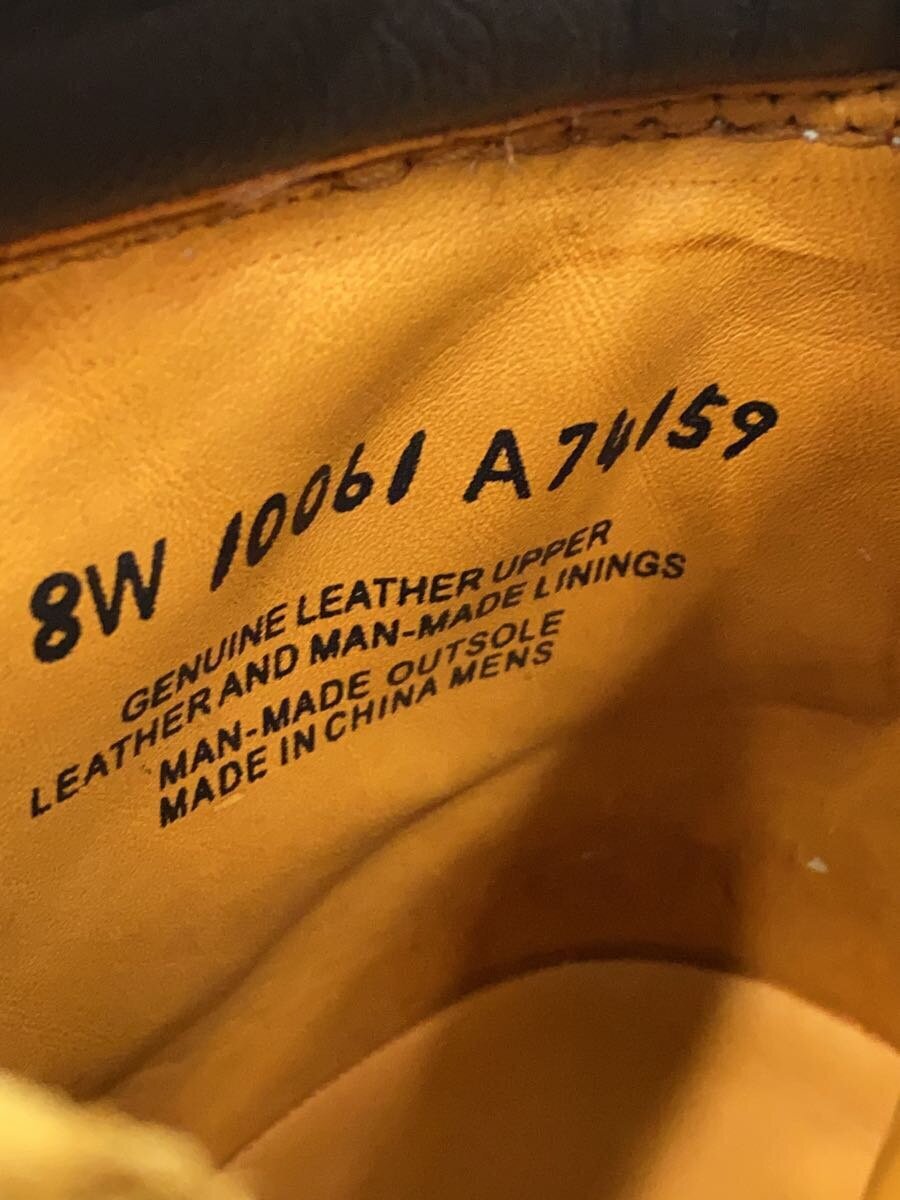 8W 10061 A74159
GENUINE LEATHER UPPER
LEATHER AND MAN-MADE LININGS
MAN-MADE OUTSOLE
MADE IN CHINA MENS